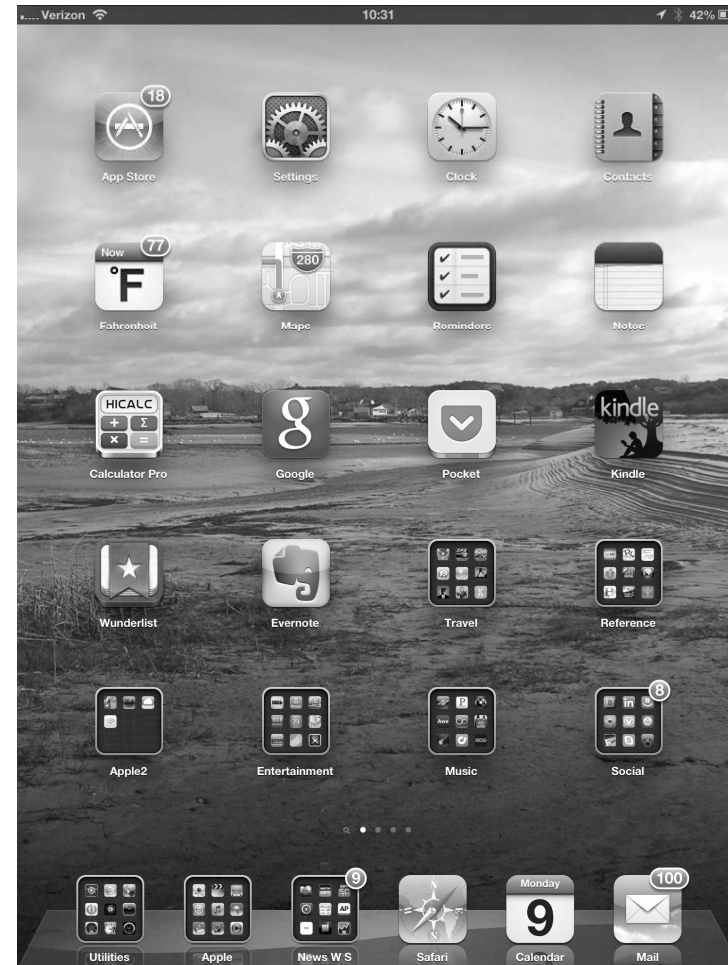 Verizon 10:31 42%
18
App Store Settings Clock Contacts
Now 77
°F 280
Fahrenheit Maps Reminders Notes
HICALC
+ Σ
× =
g kindle
Calculator Pro Google Pocket Kindle
Wunderlist Evernote Travel Reference
P in 8
Apple2 Entertainment Music Social
9 Monday 100
AP 9
N
Utilities Apple News W S Safari Calendar Mail